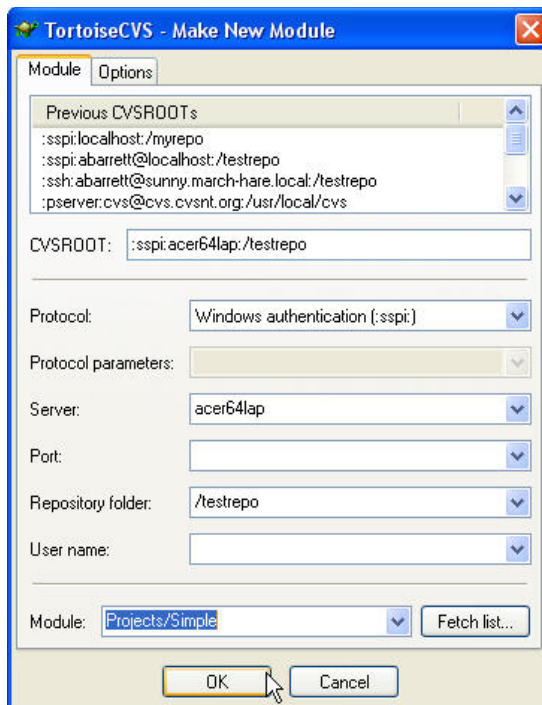 TortoiseCVS - Make New Module
Module Options
Previous CVSROOTs
:sspi:localhost:/myrepo
:sspi:abarrett@localhost:/testrepo
:ssh:abarrett@sunny.march-hare.local:/testrepo
:pserver:cvs@cvs.cvsnt.org:/usr/local/cvs
CVSROOT: :sspi:acer64lap:/testrepo
Protocol: Windows authentication (:sspi:)
Protocol parameters:
Server: acer64lap
Port:
Repository folder: /testrepo
User name:
Module: Projects/Simple Fetch list...
OK Cancel